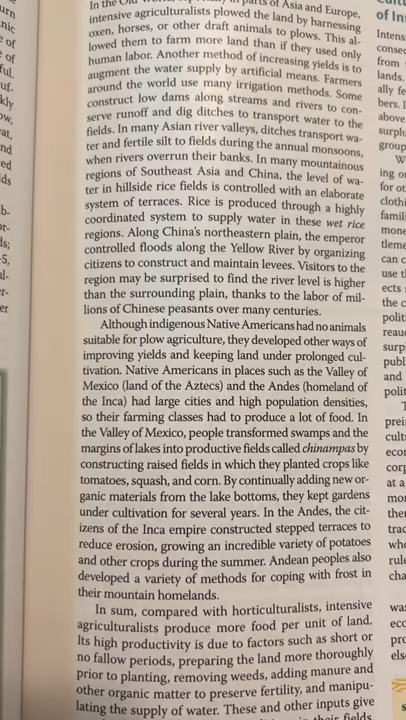 In the Old parts of Asia and Europe,
intensive agriculturalists plowed the land by harnessing
oxen, horses, or other draft animals to plows. This al-
lowed them to farm more land than if they used only
human labor. Another method of increasing yields is to
augment the water supply by artificial means. Farmers
around the world use many irrigation methods. Some
construct low dams along streams and rivers to con-
serve runoff and dig ditches to transport water to the
fields. In many Asian river valleys, ditches transport wa-
ter and fertile silt to fields during the annual monsoons,
when rivers overrun their banks. In many mountainous
regions of Southeast Asia and China, the level of wa-
ter in hillside rice fields is controlled with an elaborate
system of terraces. Rice is produced through a highly
coordinated system to supply water in these wet rice
regions. Along China's northeastern plain, the emperor
controlled floods along the Yellow River by organizing
citizens to construct and maintain levees. Visitors to the
region may be surprised to find the river level is higher
than the surrounding plain, thanks to the labor of mil-
lions of Chinese peasants over many centuries.
Although indigenous Native Americans had no animals
suitable for plow agriculture, they developed other ways of
improving yields and keeping land under prolonged cul-
tivation. Native Americans in places such as the Valley of
Mexico (land of the Aztecs) and the Andes (homeland of
the Inca) had large cities and high population densities,
so their farming classes had to produce a lot of food. In
the Valley of Mexico, people transformed swamps and the
margins of lakes into productive fields called chinampas by
constructing raised fields in which they planted crops like
tomatoes, squash, and corn. By continually adding new or-
ganic materials from the lake bottoms, they kept gardens
under cultivation for several years. In the Andes, the cit-
izens of the Inca empire constructed stepped terraces to
reduce erosion, growing an incredible variety of potatoes
and other crops during the summer. Andean peoples also
developed a variety of methods for coping with frost in
their mountain homelands.
In sum, compared with horticulturalists, intensive
agriculturalists produce more food per unit of land.
Its high productivity is due to factors such as short or
no fallow periods, preparing the land more thoroughly
prior to planting, removing weeds, adding manure and
other organic matter to preserve fertility, and manipu-
lating the supply of water. These and other inputs give
their fields